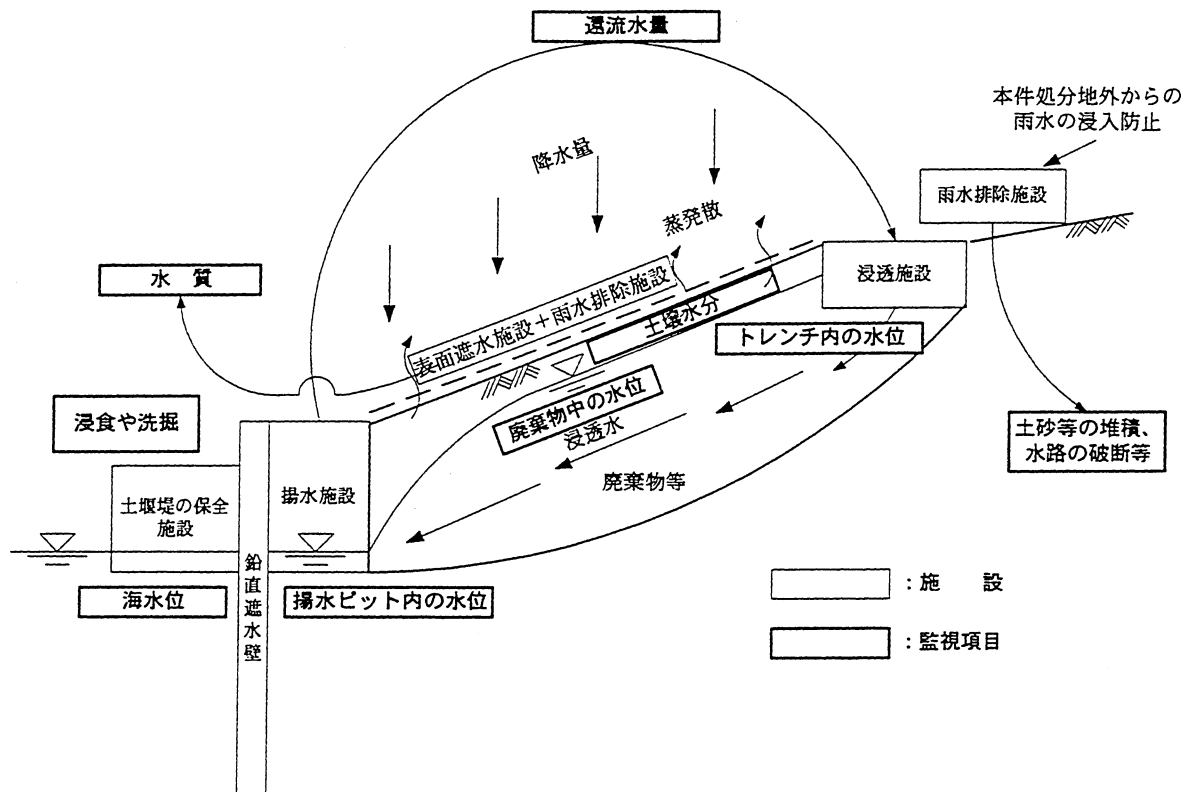 還流水量
本件処分地外からの
雨水の浸入防止
降水量
雨水排除施設
蒸発散
浸透施設
水　質
表面遮水施設＋雨水排除施設
土壌水分
トレンチ内の水位
廃棄物中の水位
浸透水
浸食や洗掘
土砂等の堆積、
水路の破断等
廃棄物等
揚水施設
土堰堤の保全
施設
鉛直遮水壁
海水位
揚水ピット内の水位
：施　設
：監視項目